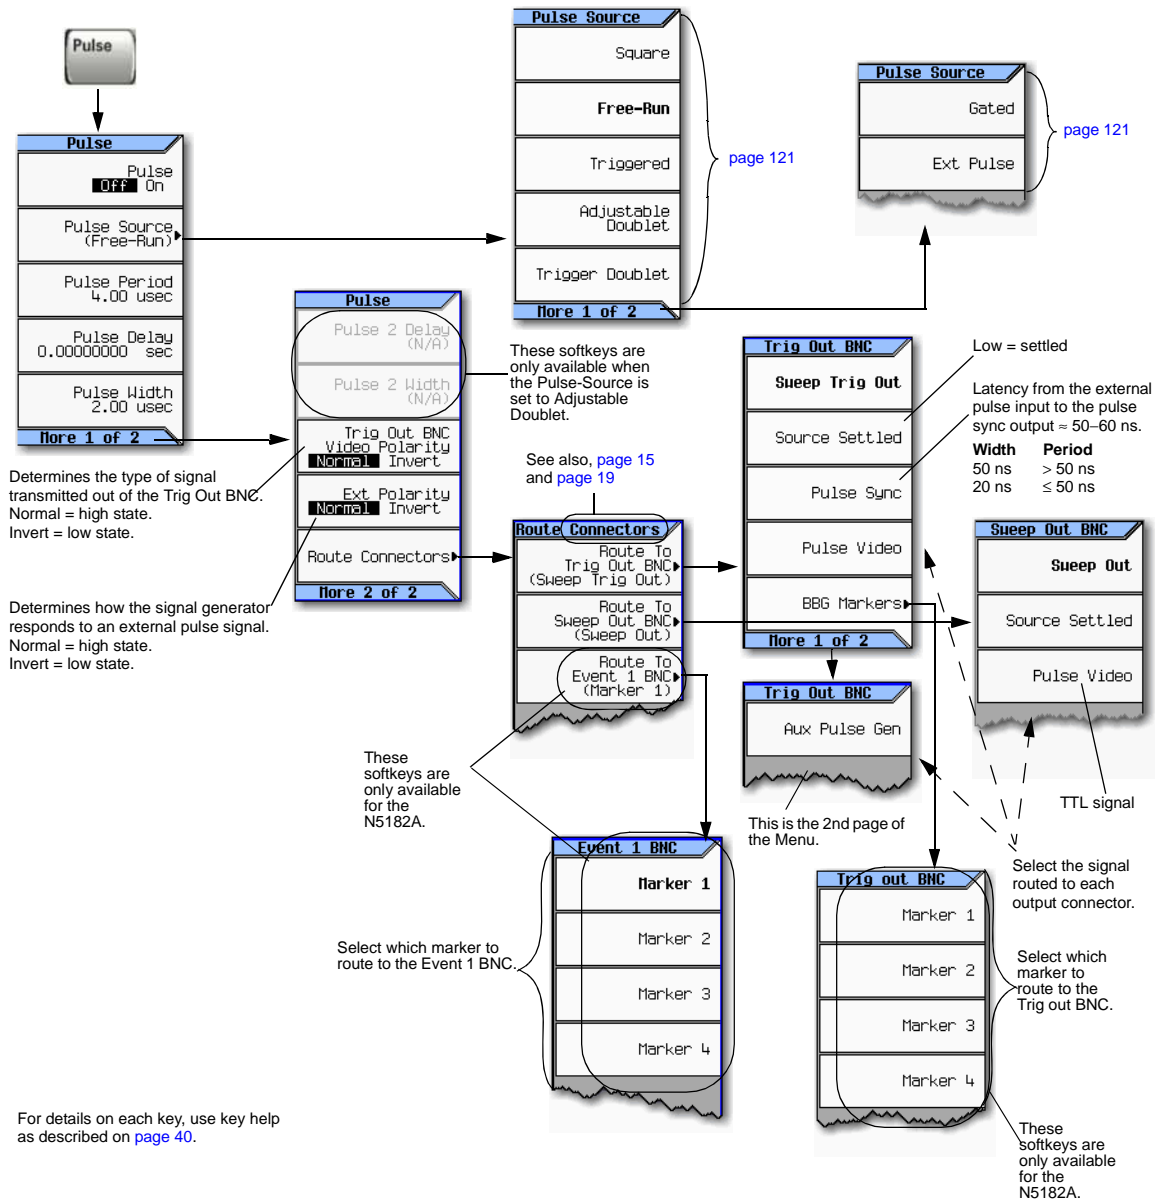 Pulse
Pulse
Pulse
Off On
Pulse Source
(Free-Run)
Pulse Period
4.00 usec
Pulse Delay
0.00000000 sec
Pulse Width
2.00 usec
More 1 of 2
Determines the type of signal
transmitted out of the Trig Out BNC.
Normal = high state.
Invert = low state.
Determines how the signal generator
responds to an external pulse signal.
Normal = high state.
Invert = low state.
Pulse
Pulse 2 Delay
(N/A)
Pulse 2 Width
(N/A)
Trig Out BNC
Video Polarity
Normal Invert
Ext Polarity
Normal Invert
Route Connectors
More 2 of 2
Pulse Source
Square
Free-Run
Triggered
Adjustable
Doublet
Trigger Doublet
More 1 of 2
page 121
Pulse Source
Gated
Ext Pulse
page 121
These softkeys are
only available when
the Pulse-Source is
set to Adjustable
Doublet.
See also, page 15
and page 19
Route Connectors
Route To
Trig Out BNC
(Sweep Trig Out)
Route To
Sweep Out BNC
(Sweep Out)
Route To
Event 1 BNC
(Marker 1)
Trig Out BNC
Sweep Trig Out
Source Settled
Pulse Sync
Pulse Video
BBG Markers
More 1 of 2
Low = settled
Latency from the external
pulse input to the pulse
sync output ≈ 50–60 ns.
Width Period
50 ns > 50 ns
20 ns ≤ 50 ns
Sweep Out BNC
Sweep Out
Source Settled
Pulse Video
TTL signal
Trig Out BNC
Aux Pulse Gen
This is the 2nd page of
the Menu.
Select the signal
routed to each
output connector.
These
softkeys are
only available
for the
N5182A.
Event 1 BNC
Marker 1
Marker 2
Marker 3
Marker 4
Select which marker to
route to the Event 1 BNC.
Trig out BNC
Marker 1
Marker 2
Marker 3
Marker 4
Select which
marker to
route to the
Trig out BNC.
These
softkeys are
only available
for the
N5182A.
For details on each key, use key help
as described on page 40.